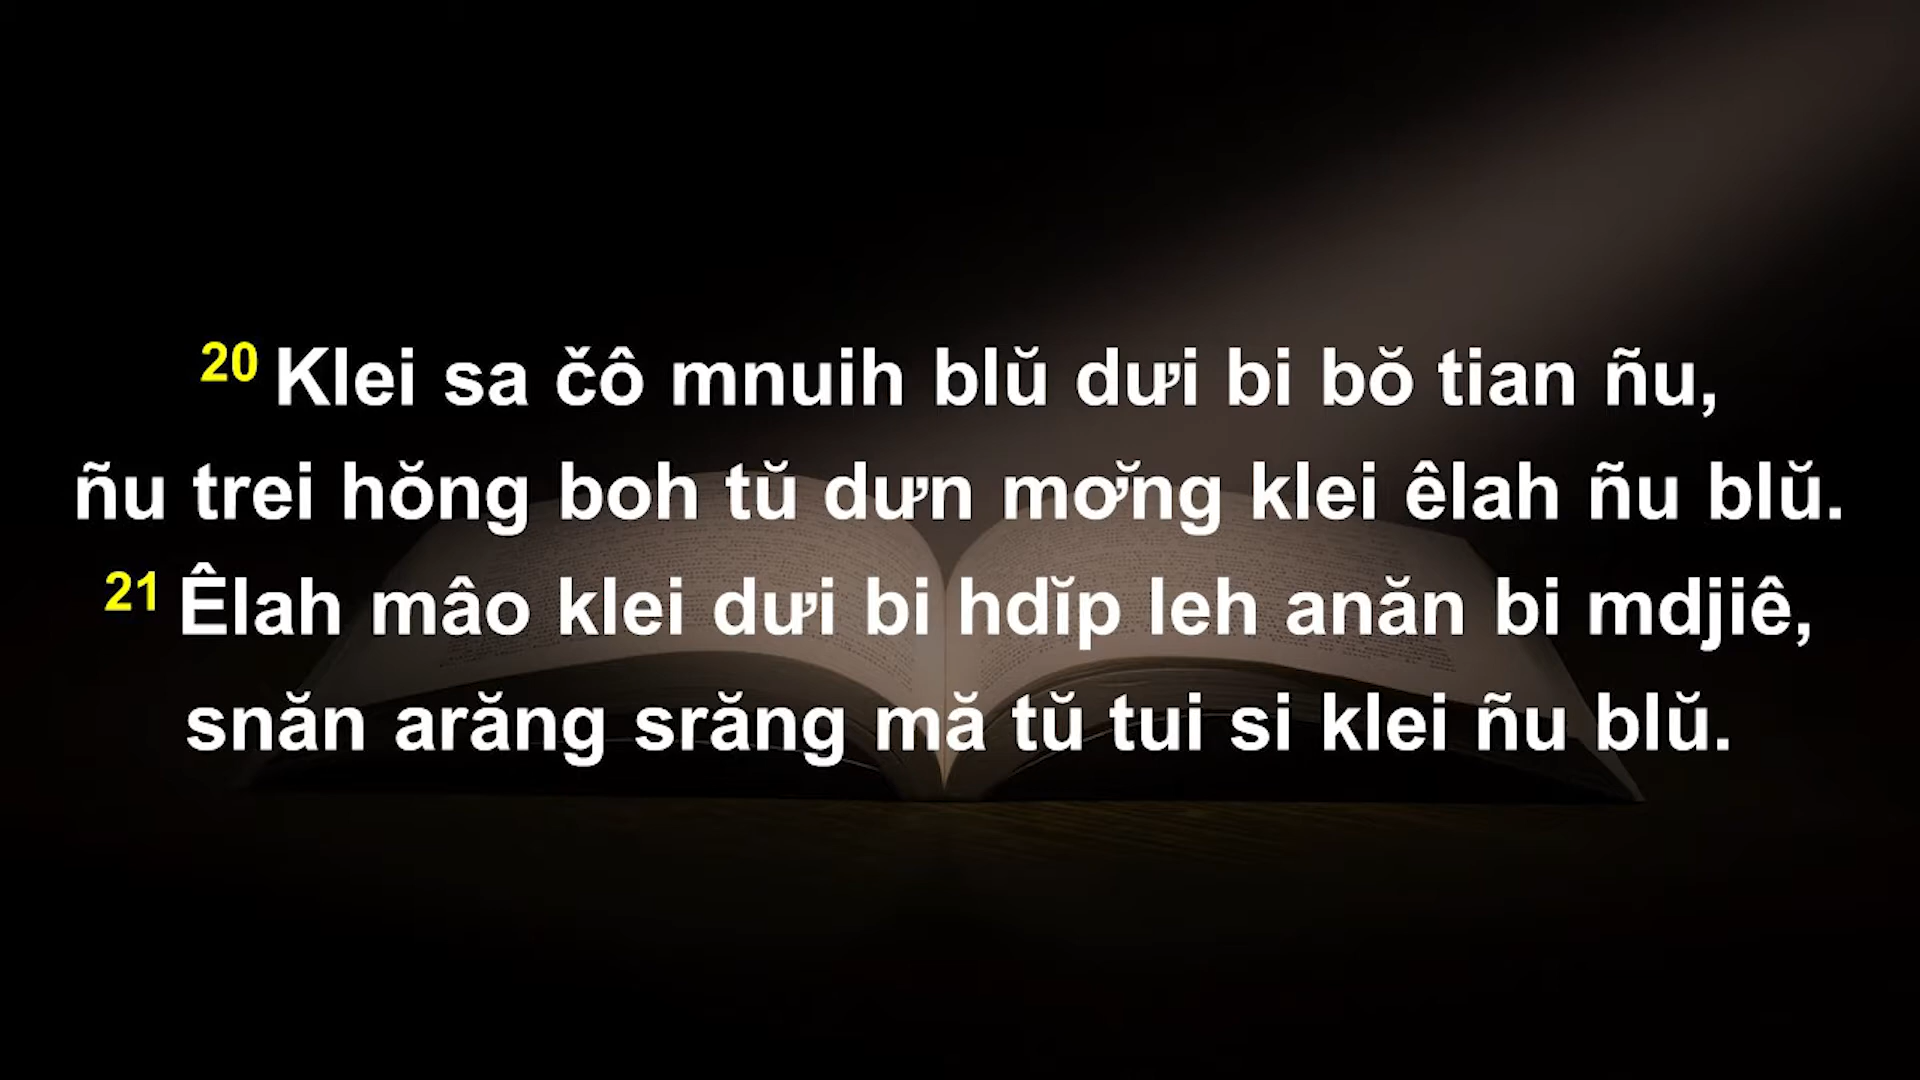 20 Klei sa čô mnuih blŭ dưi bi bŏ tian ñu,
ñu trei hŏng boh tŭ dưn mơ̆ng klei êlah ñu blŭ.
21 Êlah mâo klei dưi bi hdĭp leh anăn bi mdjiê,
snăn arăng srăng mă tŭ tui si klei ñu blŭ.